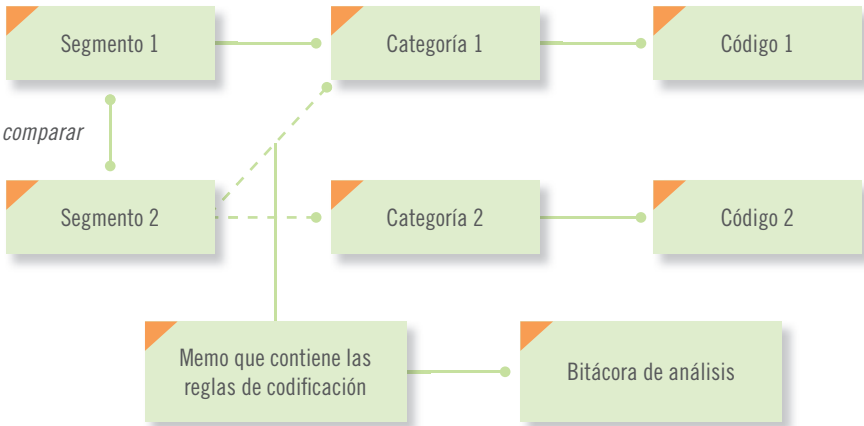 Segmento 1
Categoría 1
Código 1
comparar
Segmento 2
Categoría 2
Código 2
Memo que contiene las
reglas de codificación
Bitácora de análisis